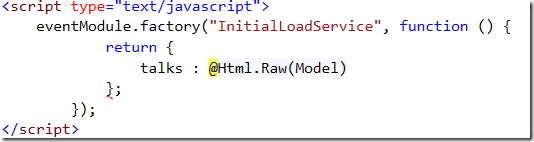 <script type="text/javascript">
eventModule.factory("InitialLoadService", function () {
return {
talks : @Html.Raw(Model)
};
});
</script>